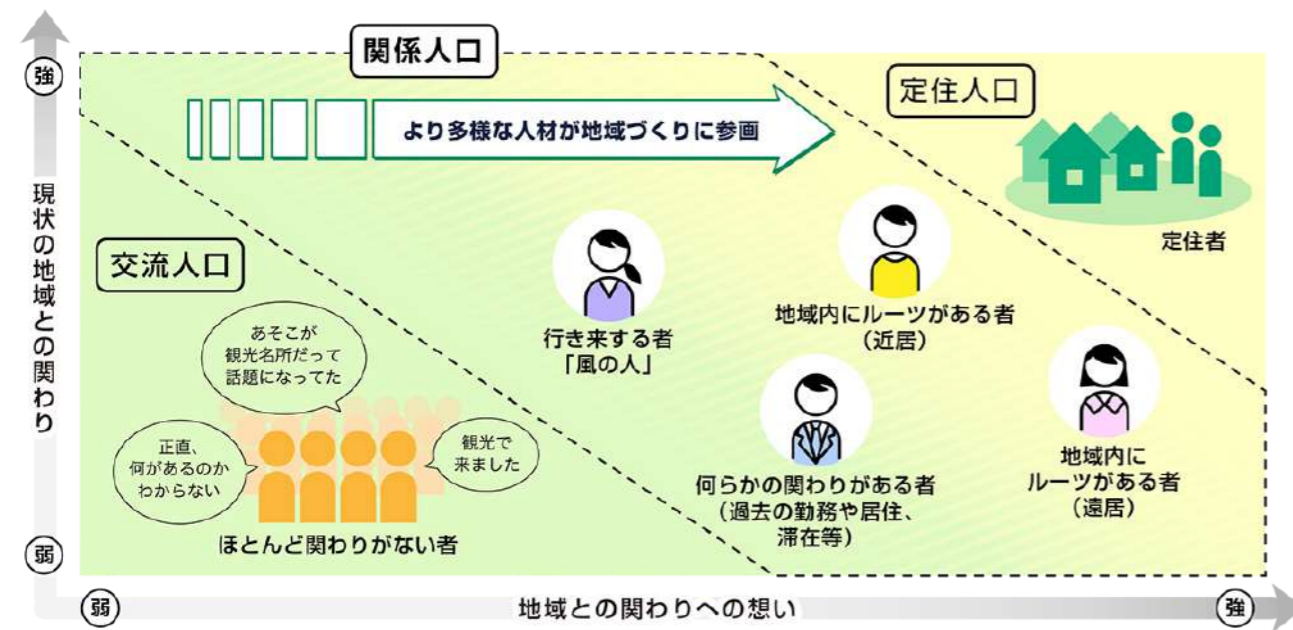 関係人口
強
定住人口
より多様な人材が地域づくりに参画
現状の地域との関わり
定住者
交流人口
あそこが
観光名所だって
話題になってた
行き来する者
「風の人」
地域内にルーツがある者
（近居）
正直、
何があるのか
わからない
観光で
来ました
何らかの関わりがある者
（過去の勤務や居住、
滞在等）
地域内に
ルーツがある者
（遠居）
ほとんど関わりがない者
弱
弱
地域との関わりへの想い
強